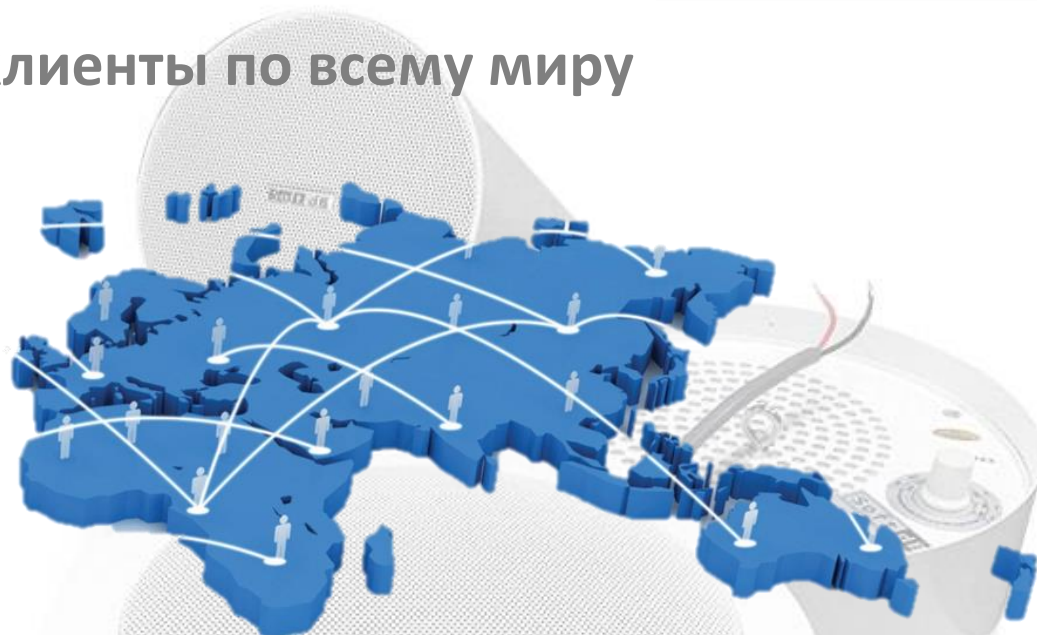 лиенты по всему миру